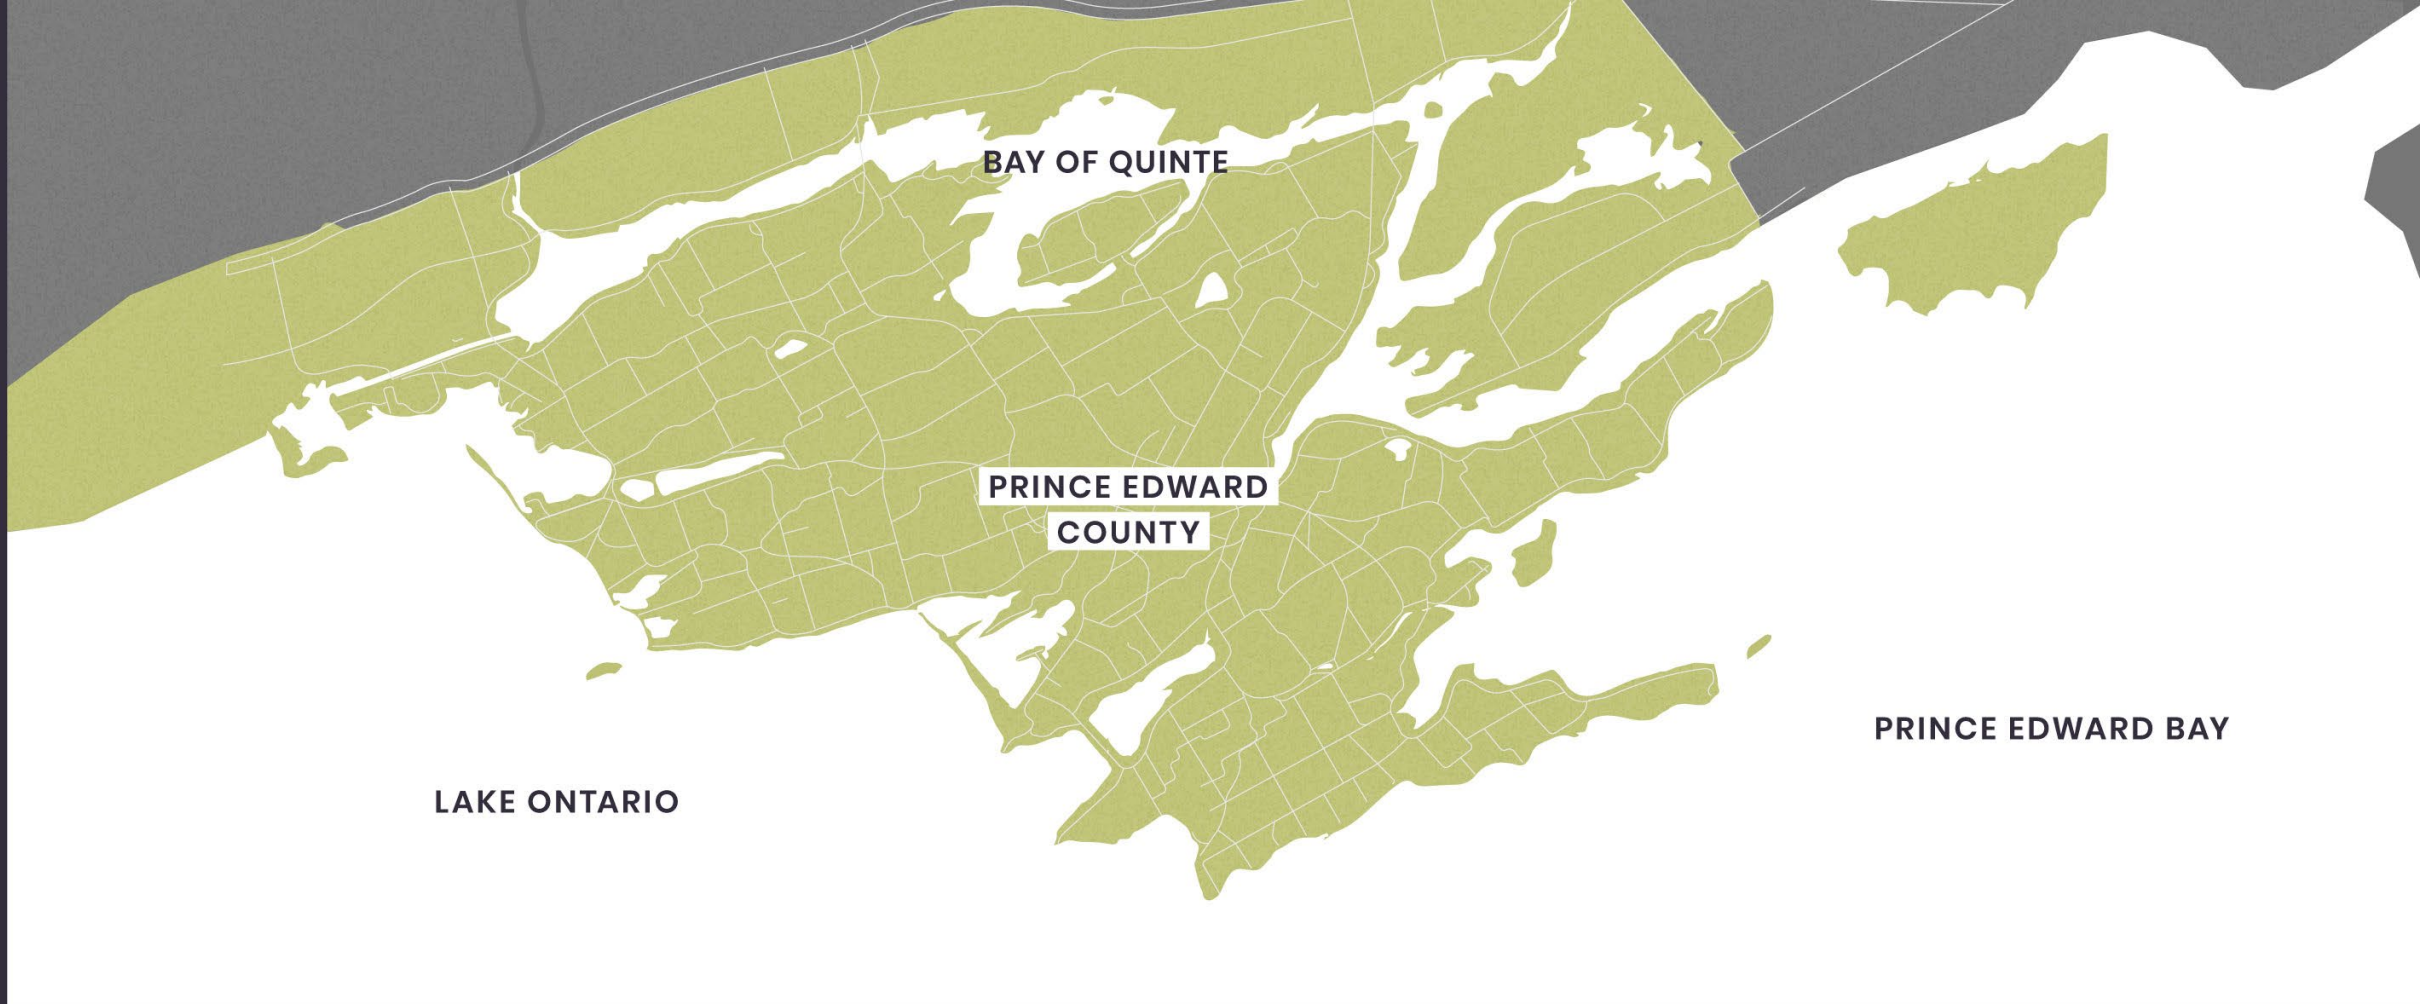 BAY OF QUINTE
PRINCE EDWARD
COUNTY
PRINCE EDWARD BAY
LAKE ONTARIO